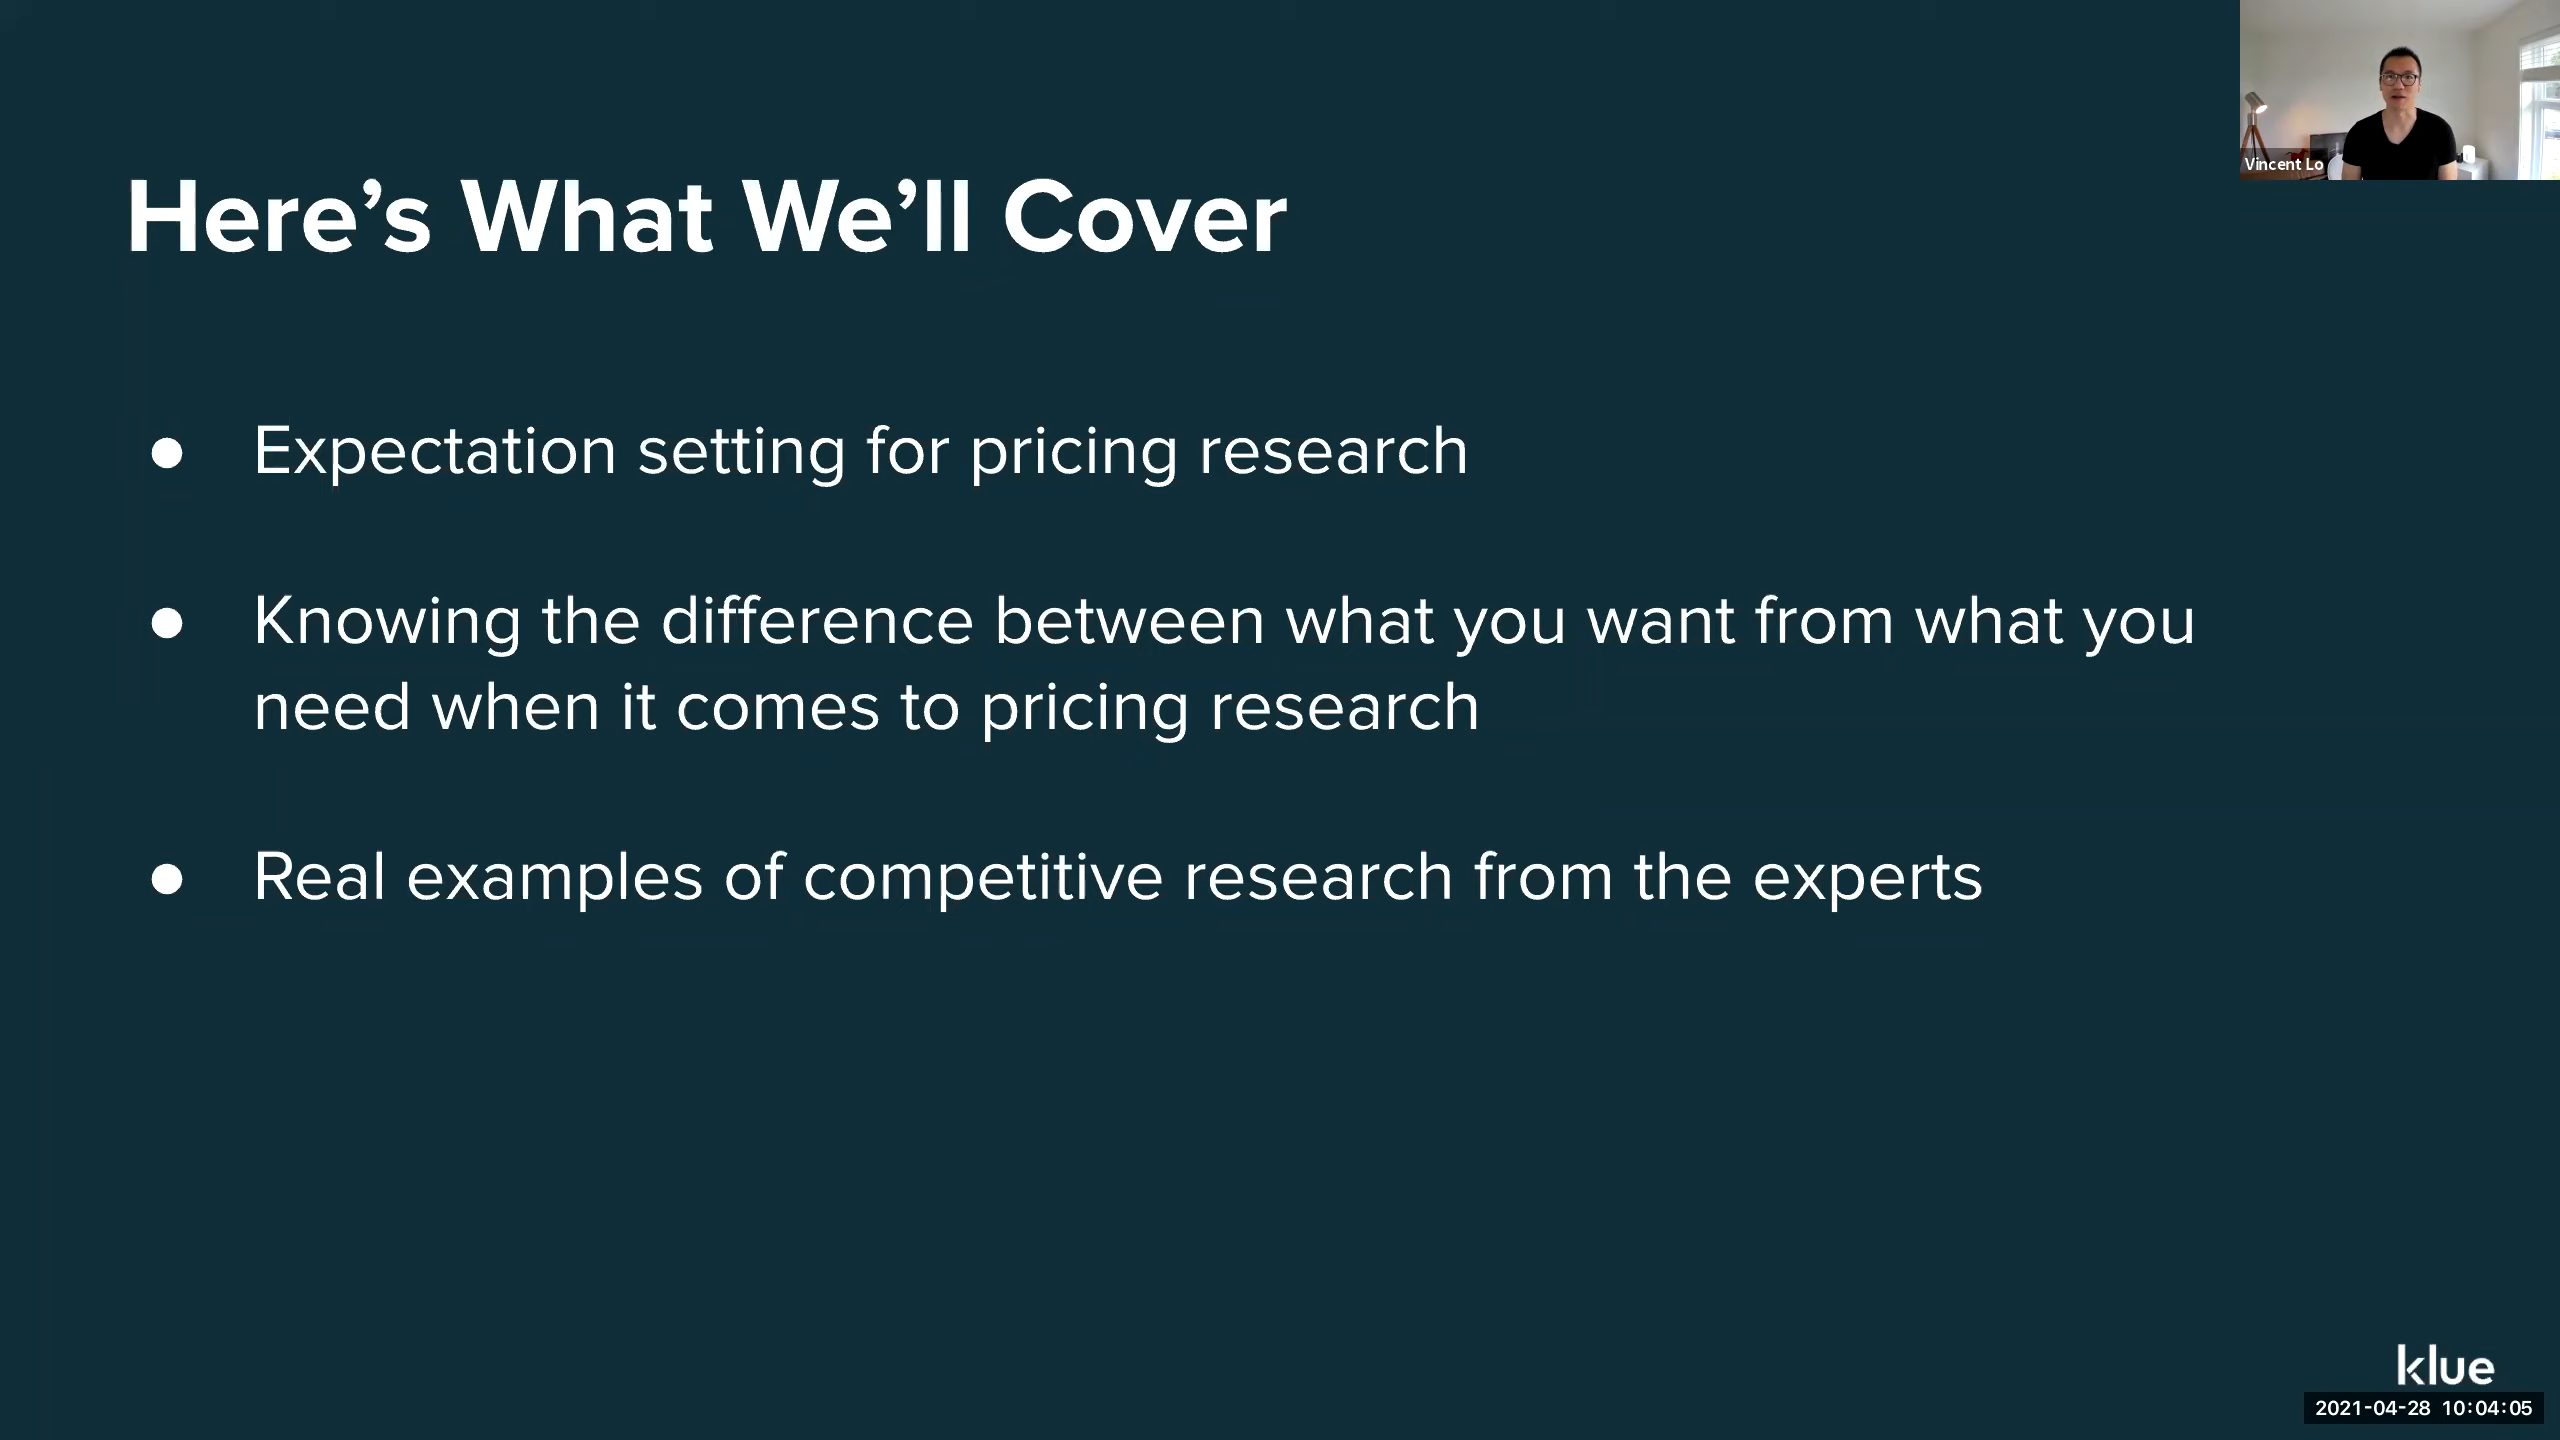 Vincent Lo
Here’s What We’ll Cover
● Expectation setting for pricing research
● Knowing the difference between what you want from what you
need when it comes to pricing research
● Real examples of competitive research from the experts
klue
2021-04-28 10:04:05